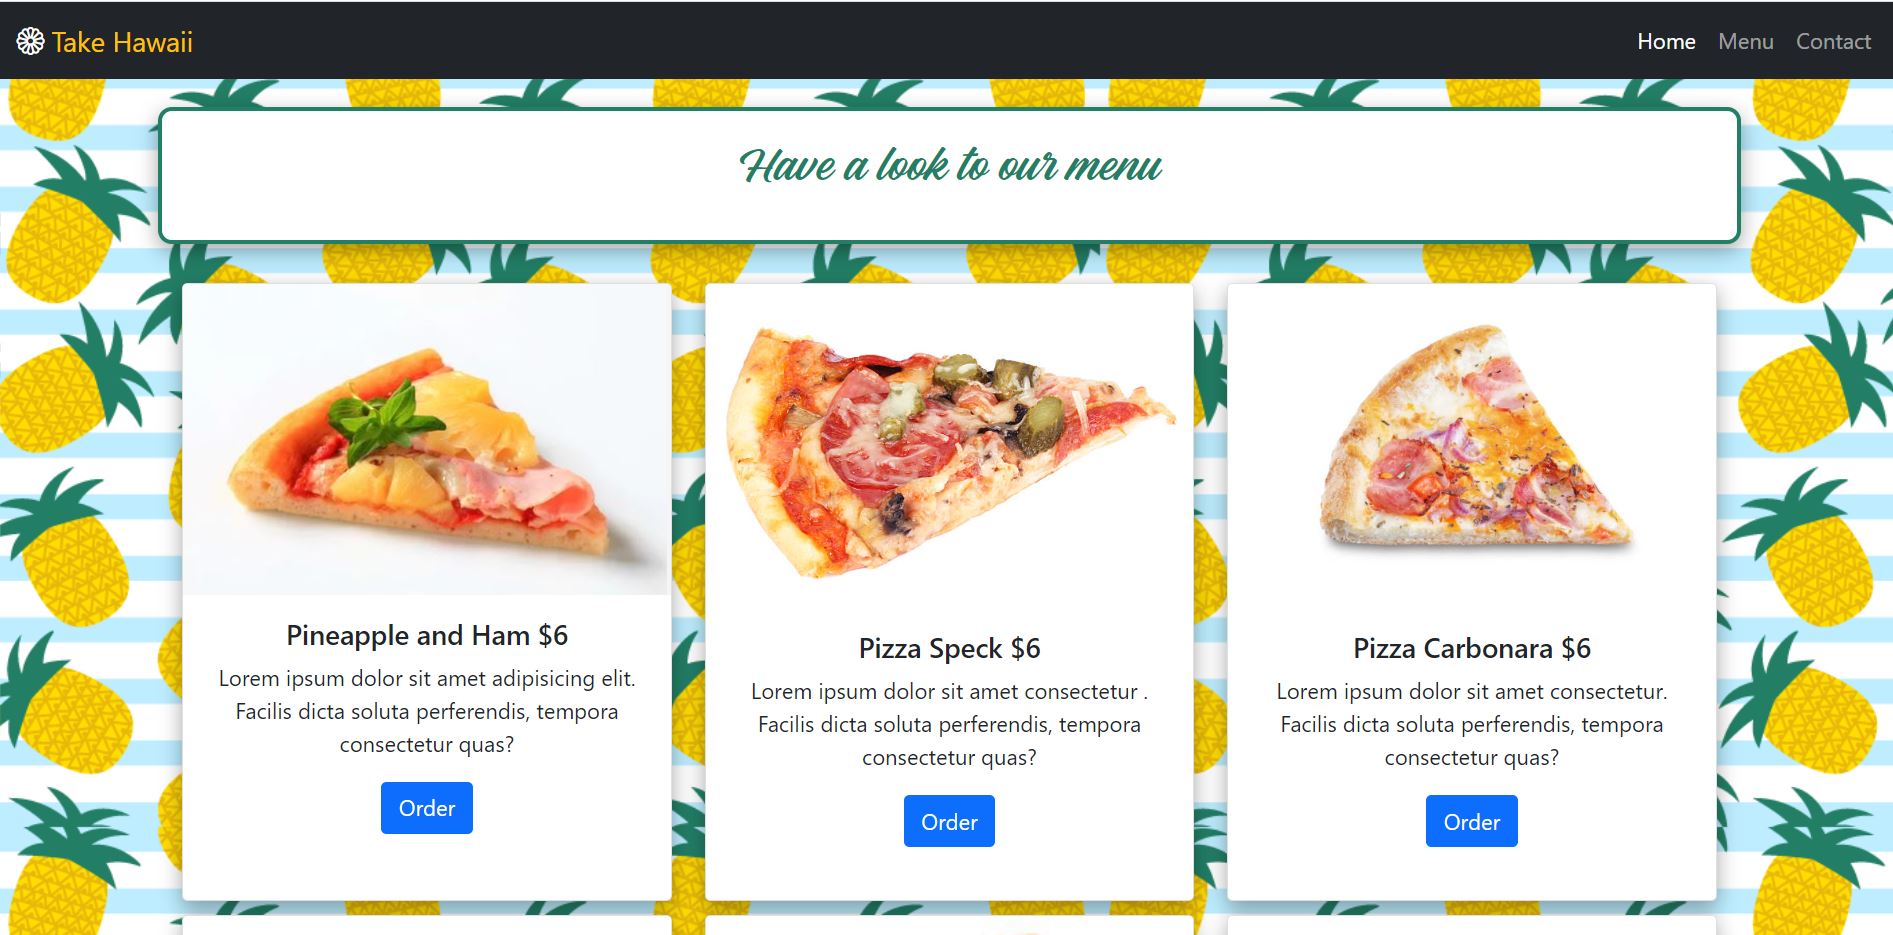 Take Hawaii
Home Menu Contact
Have a look to our menu
Pineapple and Ham $6
Lorem ipsum dolor sit amet adipisicing elit.
Facilis dicta soluta perferendis, tempora
consectetur quas?
Order
Pizza Speck $6
Lorem ipsum dolor sit amet consectetur .
Facilis dicta soluta perferendis, tempora
consectetur quas?
Order
Pizza Carbonara $6
Lorem ipsum dolor sit amet consectetur.
Facilis dicta soluta perferendis, tempora
consectetur quas?
Order